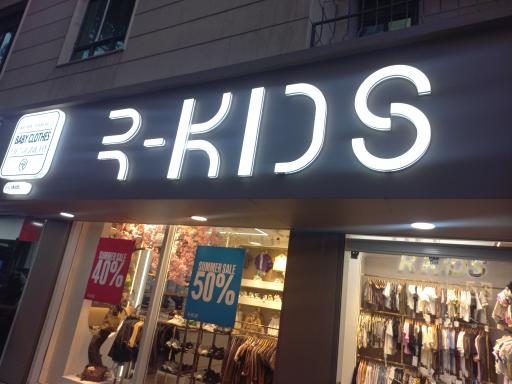 BABY CLOTHES
R-KIDS
SUMMER SALE
40%
SUMMER SALE
50%
R-KIDS